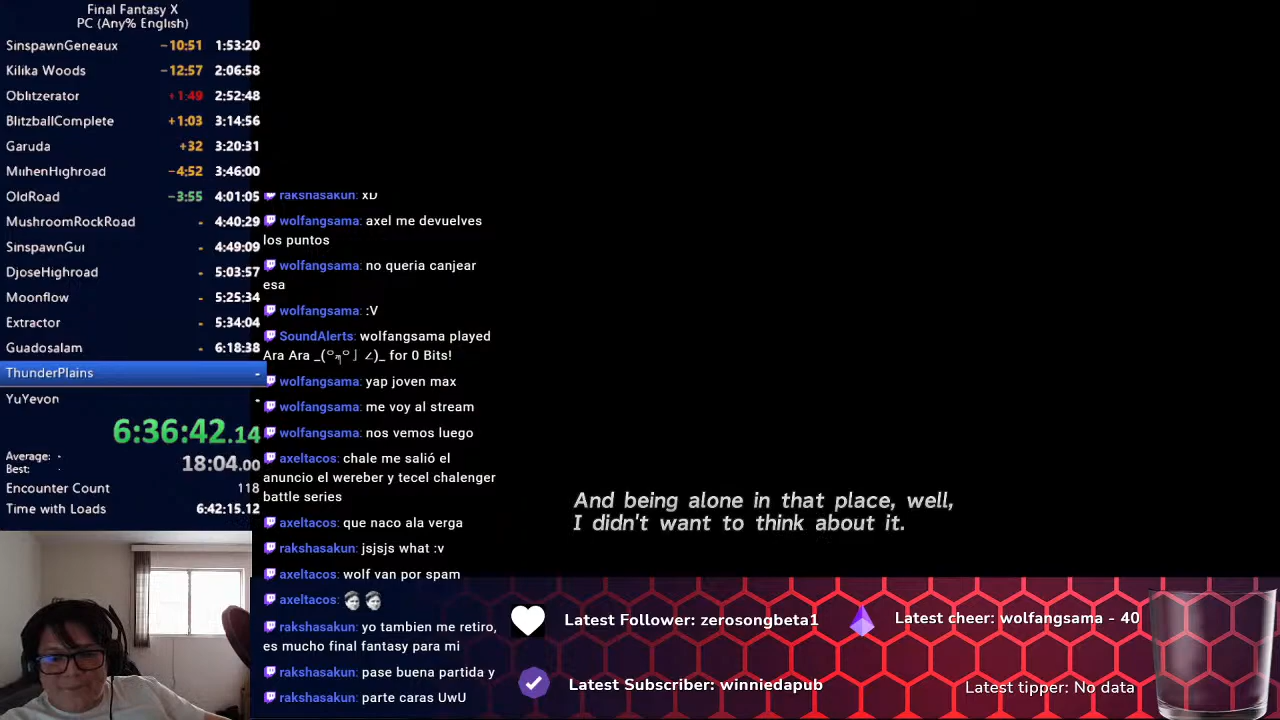 Final Fantasy X
PC (Any% English)
SinspawnGeneaux −10:51 1:53:20
Kilika Woods −12:57 2:06:58
Oblitzerator +1:49 2:52:48
BlitzballComplete +1:03 3:14:56
Garuda +32 3:20:31
MiihenHighroad −4:52 3:46:00
OldRoad −3:55 4:01:05
MushroomRockRoad - 4:40:29
SinspawnGui - 4:49:09
DjoseHighroad - 5:03:57
Moonflow - 5:25:34
Extractor - 5:34:04
Guadosalam - 6:18:38
ThunderPlains -
YuYevon -
6:36:42.14
Average: -
Best: -
18:04.00
Encounter Count 118
Time with Loads 6:42:15.12
rakshasakun: xD
wolfangsama: axel me devuelves
los puntos
wolfangsama: no queria canjear
esa
wolfangsama: :V
SoundAlerts: wolfangsama played
Ara Ara for 0 Bits!
wolfangsama: yap joven max
wolfangsama: me voy al stream
wolfangsama: nos vemos luego
axeltacos: chale me salió el
anuncio el wereber y tecel chalenger
battle series
axeltacos: que naco ala verga
rakshasakun: jsjsjs what :v
axeltacos: wolf van por spam
axeltacos:
rakshasakun: yo tambien me retiro,
es mucho final fantasy para mi
rakshasakun: pase buena partida y
rakshasakun: parte caras UwU
And being alone in that place, well,
I didn't want to think about it.
Latest Follower: zerosongbeta1
Latest cheer: wolfangsama - 40
Latest Subscriber: winniedapub
Latest tipper: No data